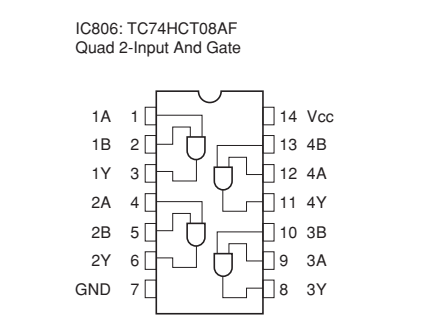 IC806: TC74HCT08AF
Quad 2-Input And Gate
1A 1 14 Vcc
1B 2 13 4B
1Y 3 12 4A
2A 4 11 4Y
2B 5 10 3B
2Y 6 9 3A
GND 7 8 3Y